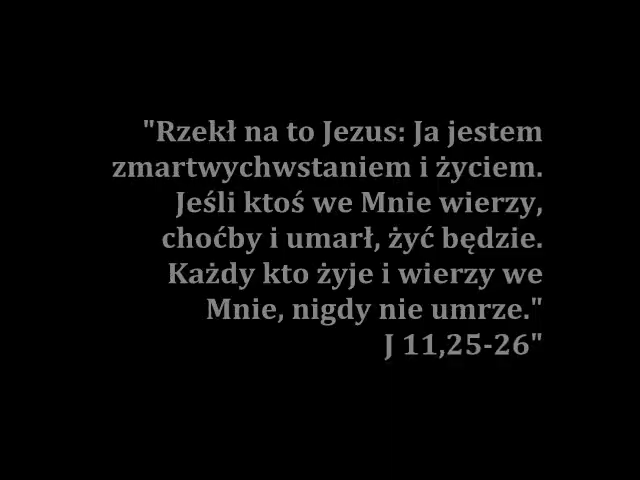 "Rzekł na to Jezus: Ja jestem
zmartwychwstaniem i życiem.
Jeśli ktoś we Mnie wierzy,
choćby i umarł, żyć będzie.
Każdy kto żyje i wierzy we
Mnie, nigdy nie umrze."
J 11,25-26"